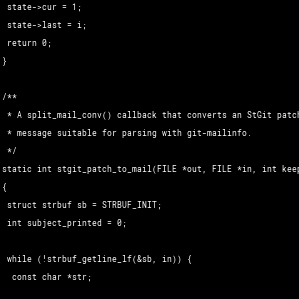 state->cur = 1;
state->last = i;
return 0;
}

/**
* A split_mail_conv() callback that converts an StGit patch
* message suitable for parsing with git-mailinfo.
*/
static int stgit_patch_to_mail(FILE *out, FILE *in, int keep
{
struct strbuf sb = STRBUF_INIT;
int subject_printed = 0;

while (!strbuf_getline_lf(&sb, in)) {
const char *str;